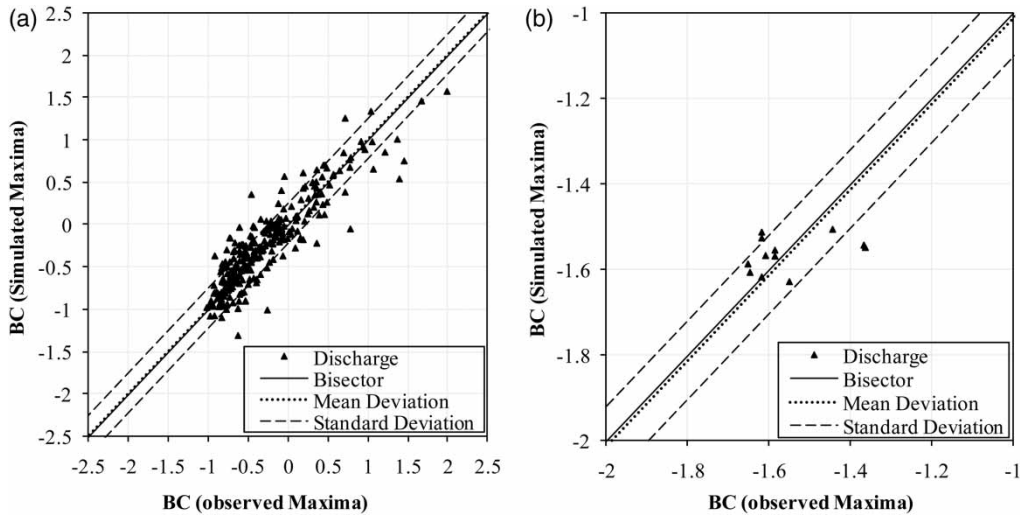 (a)
2.5
2
1.5
1
0.5
0
-0.5
-1
-1.5
-2
-2.5
BC (Simulated Maxima)
Discharge
Bisector
Mean Deviation
Standard Deviation
-2.5 -2 -1.5 -1 -0.5 0 0.5 1 1.5 2 2.5
BC (observed Maxima)
(b)
-1
-1.2
-1.4
-1.6
-1.8
-2
BC (Simulated Maxima)
Discharge
Bisector
Mean Deviation
Standard Deviation
-2 -1.8 -1.6 -1.4 -1.2 -1
BC (observed Maxima)